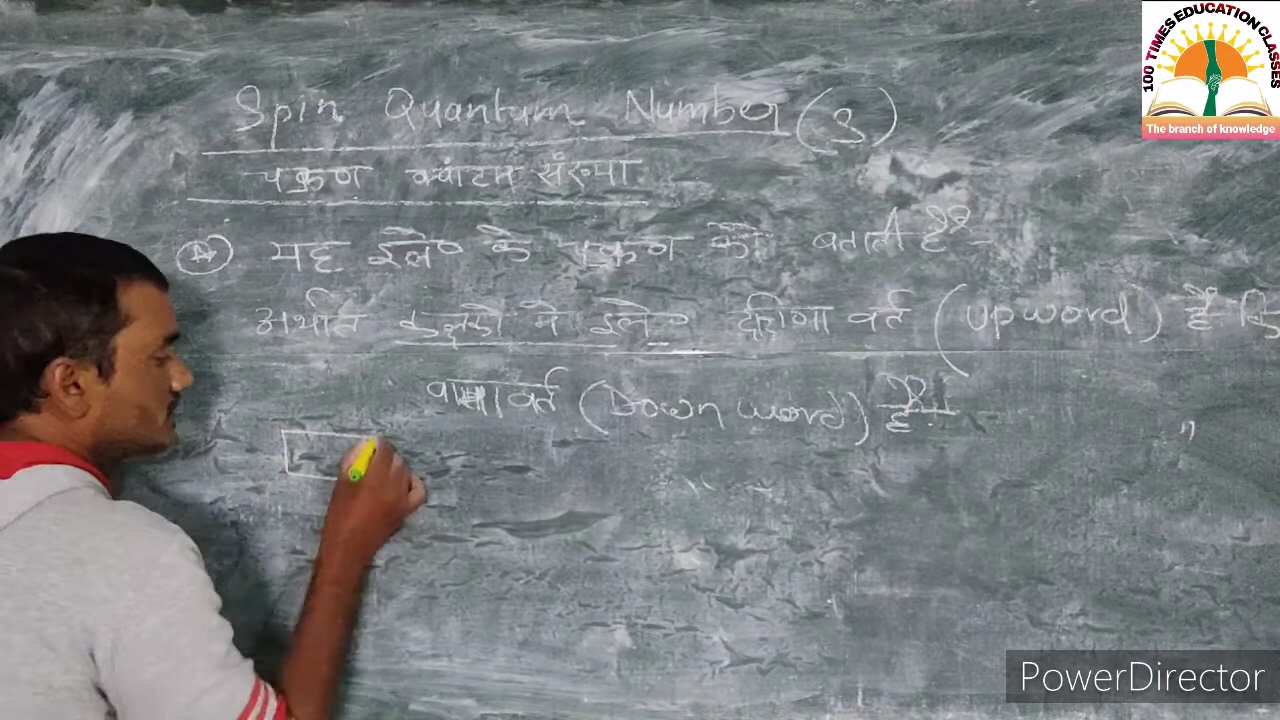 100 TIMES EDUCATION CLASSES
The branch of knowledge
Spin Quantum Number (S)
चक्रण क्वांटम संख्या
यह इले० के चक्रण को बताती है
अर्थात कक्षकों में इले० दक्षिणा वर्त (upword) है कि
वामा वर्त (Down word) है।
PowerDirector